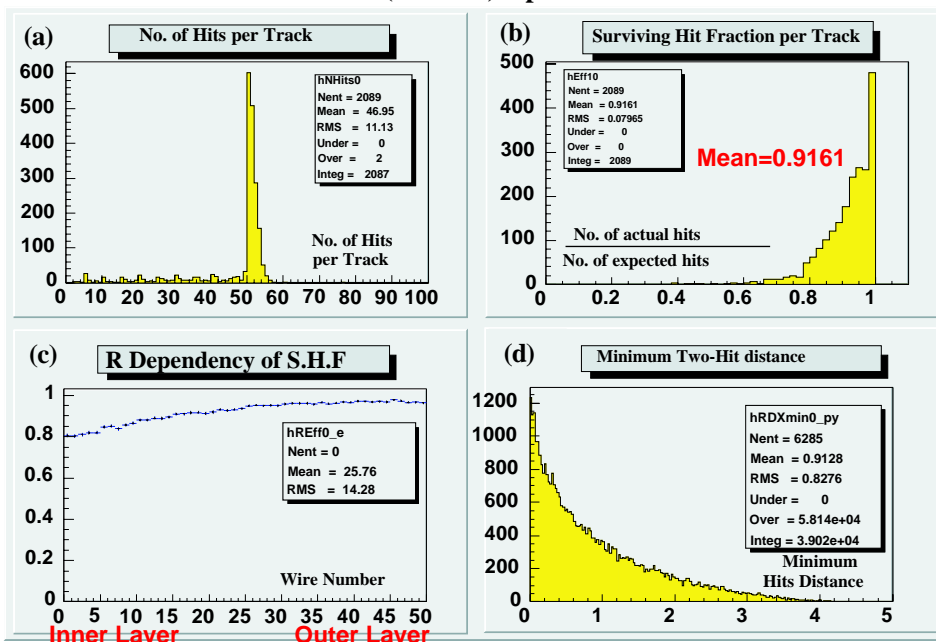 (a)
No. of Hits per Track
600
500
400
300
200
100
0
hNHits0
Nent = 2089
Mean = 46.95
RMS = 11.13
Under = 0
Over = 2
Integ = 2087
No. of Hits
per Track
0 10 20 30 40 50 60 70 80 90 100
(b)
Surviving Hit Fraction per Track
500
400
300
200
100
0
hEff10
Nent = 2089
Mean = 0.9161
RMS = 0.07965
Under = 0
Over = 0
Integ = 2089
Mean=0.9161
No. of actual hits
No. of expected hits
0 0.2 0.4 0.6 0.8 1
(c)
R Dependency of S.H.F
1
0.8
0.6
0.4
0.2
0
hREff0_e
Nent = 0
Mean = 25.76
RMS = 14.28
Wire Number
0 5 10 15 20 25 30 35 40 45 50
Inner Layer Outer Layer
(d)
Minimum Two-Hit distance
1200
1000
800
600
400
200
0
hRDXmin0_py
Nent = 6285
Mean = 0.9128
RMS = 0.8276
Under = 0
Over = 5.814e+04
Integ = 3.902e+04
Minimum
Hits Distance
0 1 2 3 4 5